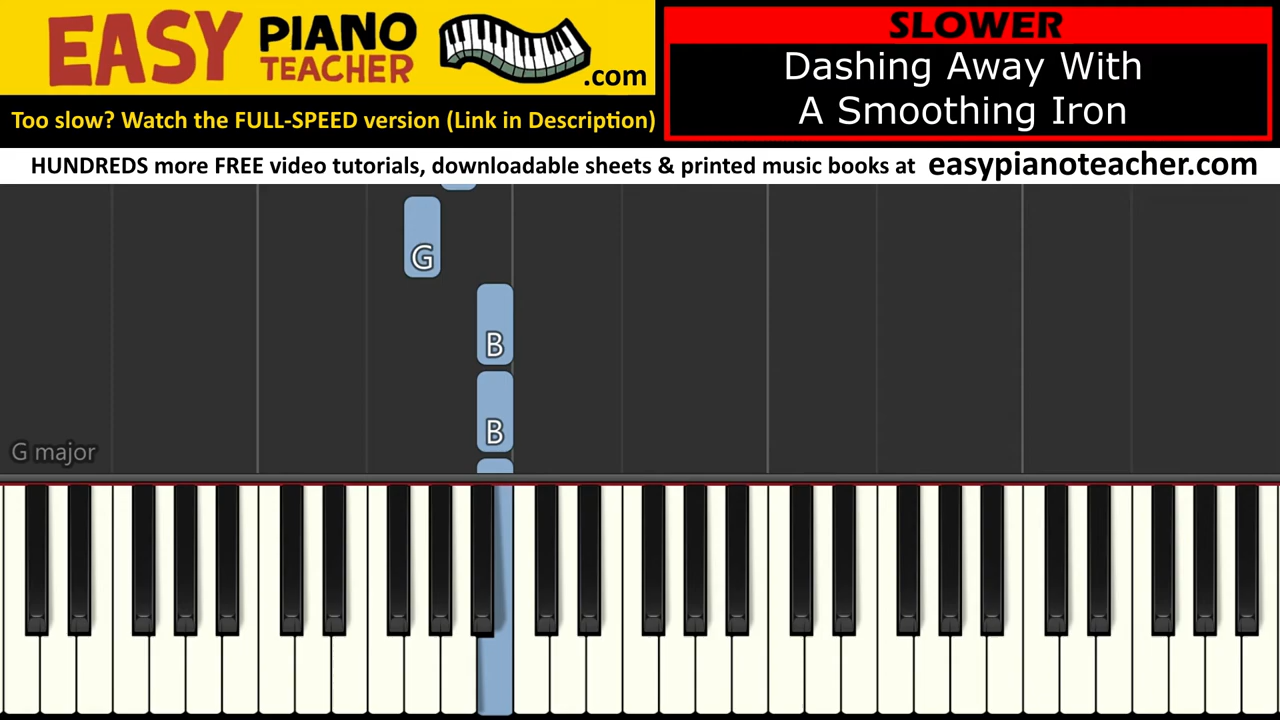 EASY PIANO TEACHER .com
SLOWER
Dashing Away With
A Smoothing Iron
Too slow? Watch the FULL-SPEED version (Link in Description)
HUNDREDS more FREE video tutorials, downloadable sheets & printed music books at easypianoteacher.com
G
B
B
G major